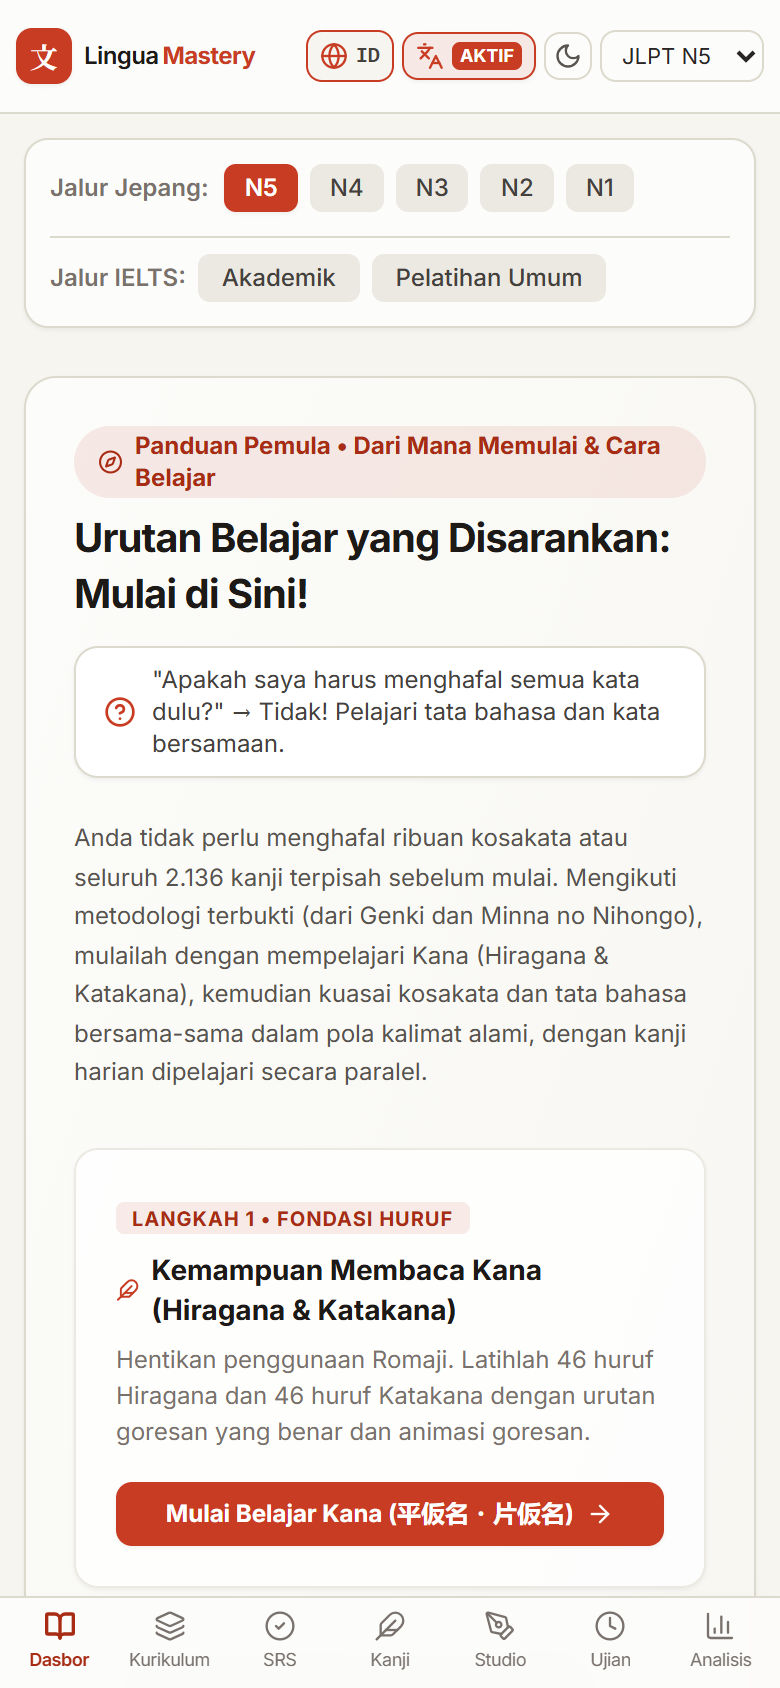 文 Lingua Mastery ID AKTIF JLPT N5
Jalur Jepang: N5 N4 N3 N2 N1
Jalur IELTS: Akademik Pelatihan Umum
Panduan Pemula • Dari Mana Memulai & Cara
Belajar
Urutan Belajar yang Disarankan:
Mulai di Sini!
"Apakah saya harus menghafal semua kata
dulu?" → Tidak! Pelajari tata bahasa dan kata
bersamaan.
Anda tidak perlu menghafal ribuan kosakata atau
seluruh 2.136 kanji terpisah sebelum mulai. Mengikuti
metodologi terbukti (dari Genki dan Minna no Nihongo),
mulailah dengan mempelajari Kana (Hiragana &
Katakana), kemudian kuasai kosakata dan tata bahasa
bersama-sama dalam pola kalimat alami, dengan kanji
harian dipelajari secara paralel.
LANGKAH 1 • FONDASI HURUF
Kemampuan Membaca Kana
(Hiragana & Katakana)
Hentikan penggunaan Romaji. Latihlah 46 huruf
Hiragana dan 46 huruf Katakana dengan urutan
goresan yang benar dan animasi goresan.
Mulai Belajar Kana (平仮名・片仮名) →
Dasbor Kurikulum SRS Kanji Studio Ujian Analisis